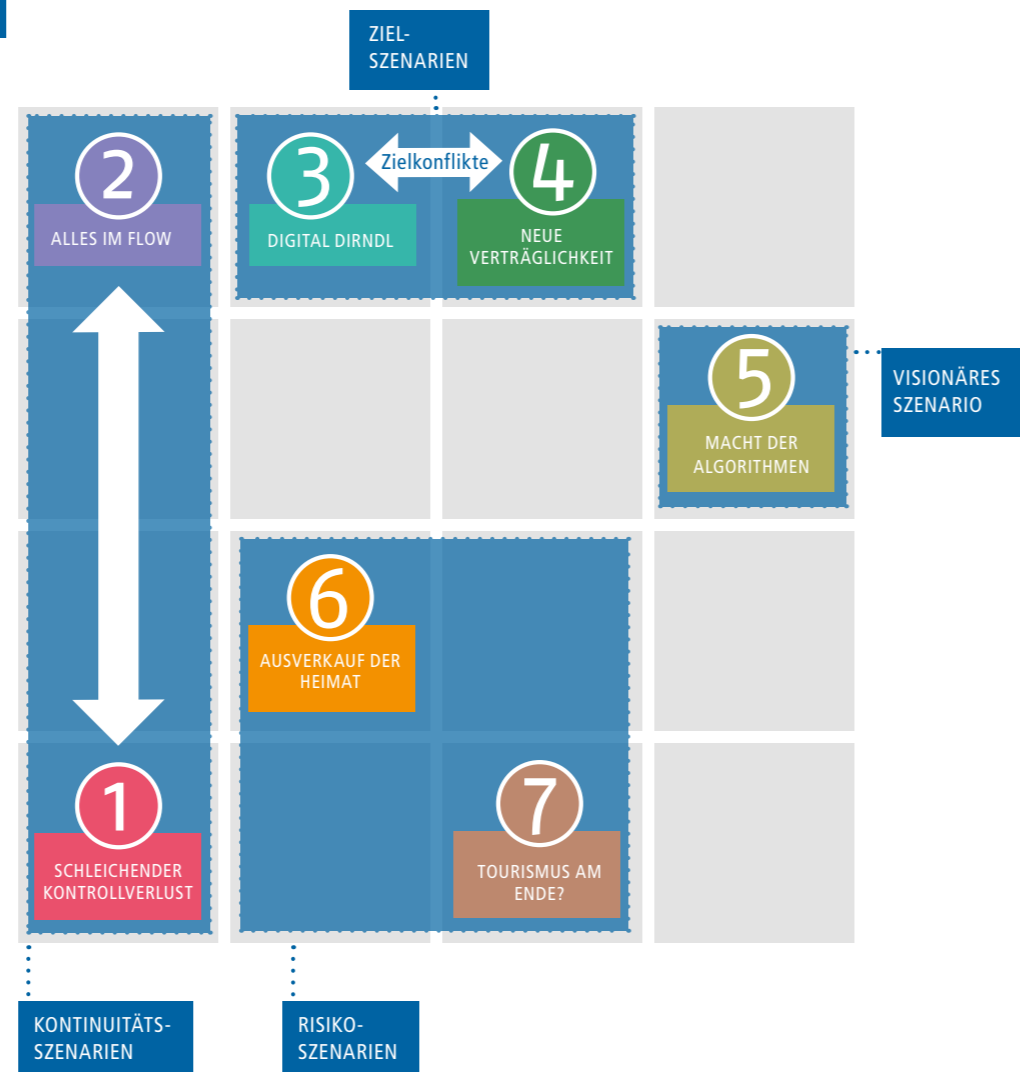 ZIEL-
SZENARIEN
2
ALLES IM FLOW
3
DIGITAL DIRNDL
Zielkonflikte
4
NEUE
VERTRÄGLICHKEIT
5
MACHT DER
ALGORITHMEN
VISIONÄRES
SZENARIO
6
AUSVERKAUF DER
HEIMAT
1
SCHLEICHENDER
KONTROLLVERLUST
7
TOURISMUS AM
ENDE?
KONTINUITÄTS-
SZENARIEN
RISIKO-
SZENARIEN